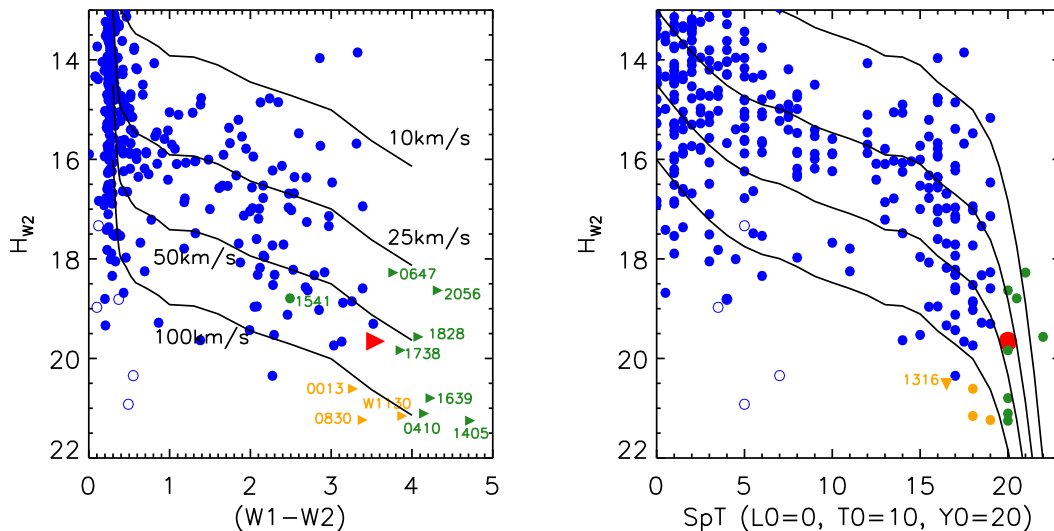 14
16
18
20
22
H_W2
10km/s
25km/s
50km/s
100km/s
0647
2056
1541
1828
1738
0013
W1130
0830
1639
0410
1405
0 1 2 3 4 5
(W1−W2)
14
16
18
20
22
H_W2
1316
0 5 10 15 20
SpT (L0=0, T0=10, Y0=20)